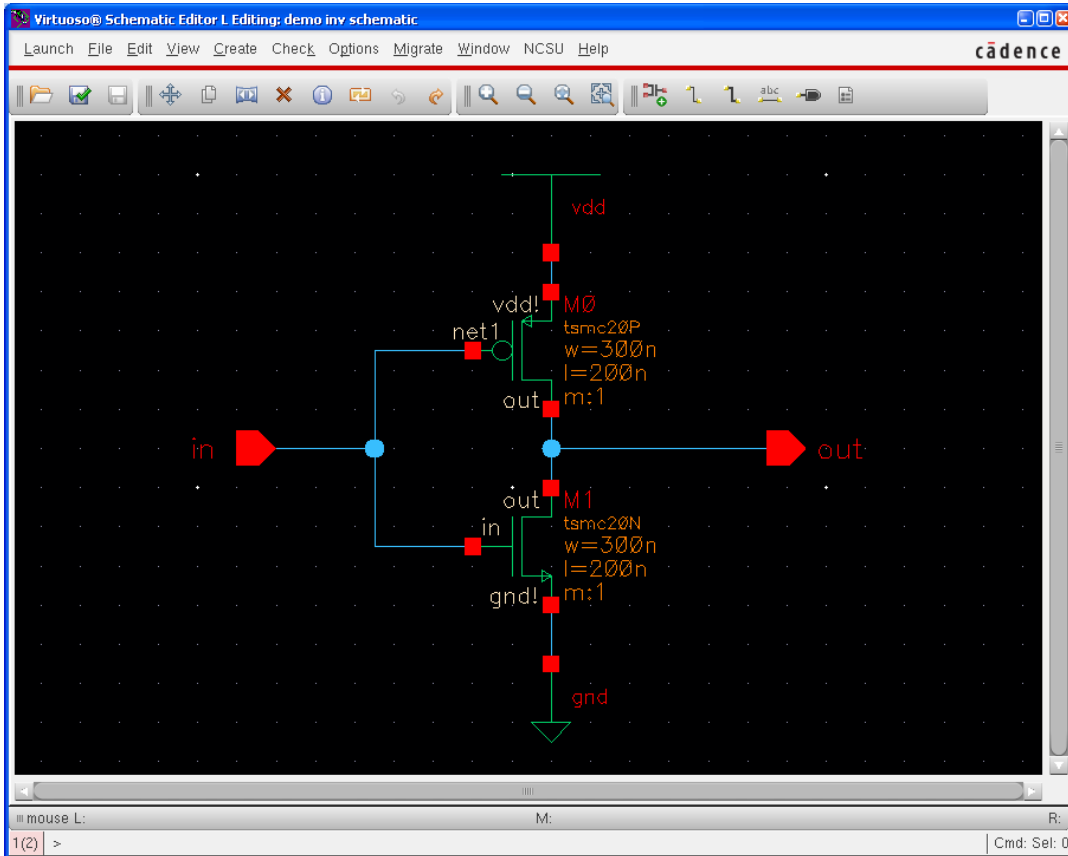 Virtuoso® Schematic Editor L Editing: demo inv schematic
Launch File Edit View Create Check Options Migrate Window NCSU Help
cādence
abc
vdd
vdd!
M0
net1
tsmc20P
w=300n
l=200n
out
m:1
in
out
out
M1
in
tsmc20N
w=300n
l=200n
gnd!
m:1
gnd
mouse L:
M:
R:
1(2)
>
Cmd: Sel: 0